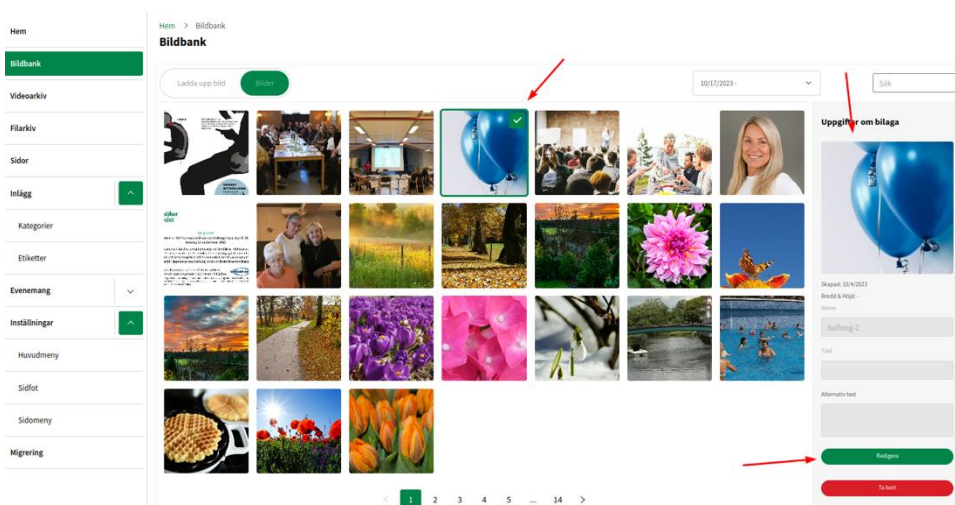 Hem
Bildbank
Videoarkiv
Filarkiv
Sidor
Inlägg
Kategorier
Etiketter
Evenemang
Inställningar
Huvudmeny
Sidfot
Sidomeny
Migrering
Hem > Bildbank
Bildbank
Ladda upp bild
Bilder
10/17/2023 -
Sök
1 2 3 4 5 ... 14
Uppgifter om bilaga
Skapad: 10/4/2023
Bredd & Höjd: -
Name
ballong-2
Titel
Alternativ text
Redigera
Ta bort